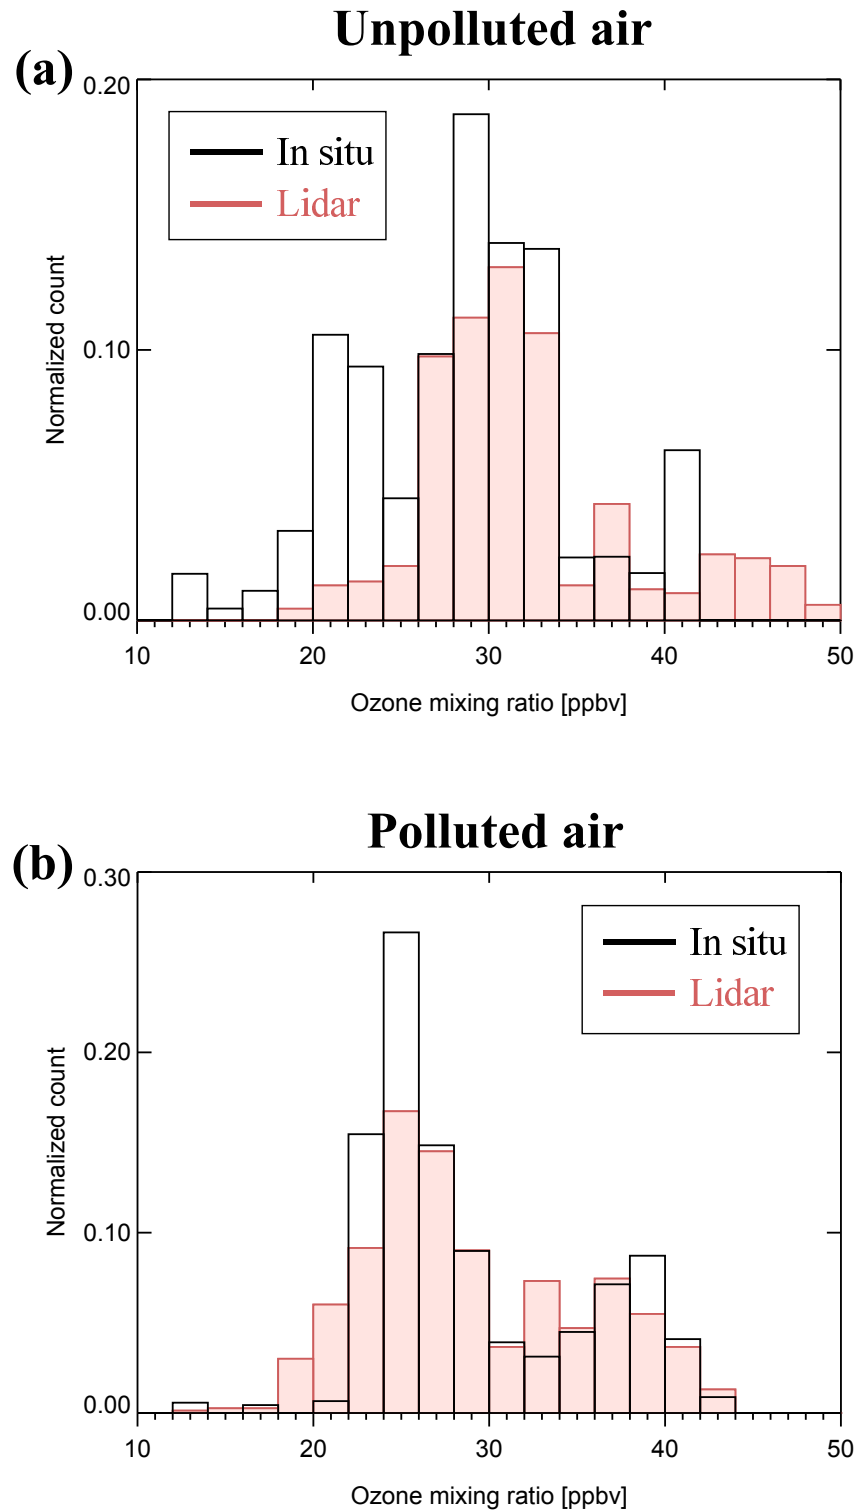 Unpolluted air
(a)
0.20
In situ
Lidar
Normalized count
0.10
0.00
10 20 30 40 50
Ozone mixing ratio [ppbv]
Polluted air
(b)
0.30
In situ
Lidar
0.20
Normalized count
0.10
0.00
10 20 30 40 50
Ozone mixing ratio [ppbv]